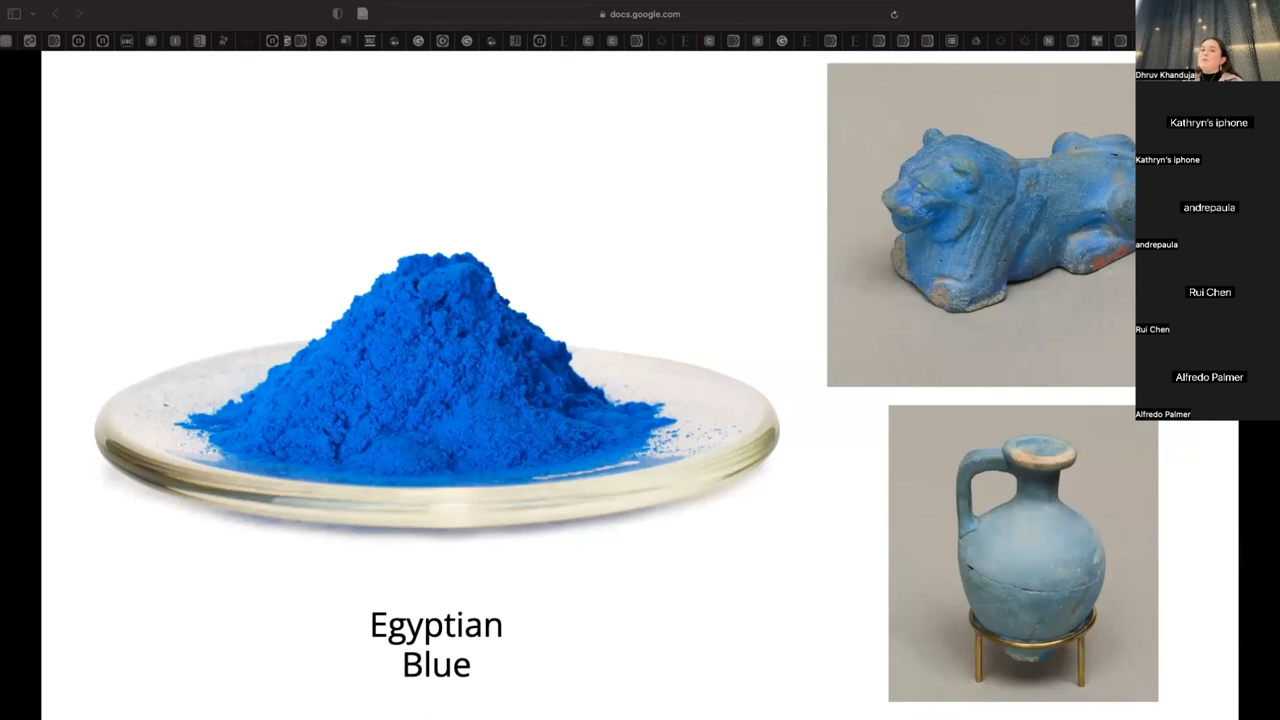 docs.google.com
Dhruv Khanduja
Kathryn's iphone
Kathryn's iphone
andrepaula
andrepaula
Rui Chen
Rui Chen
Alfredo Palmer
Alfredo Palmer
Egyptian
Blue